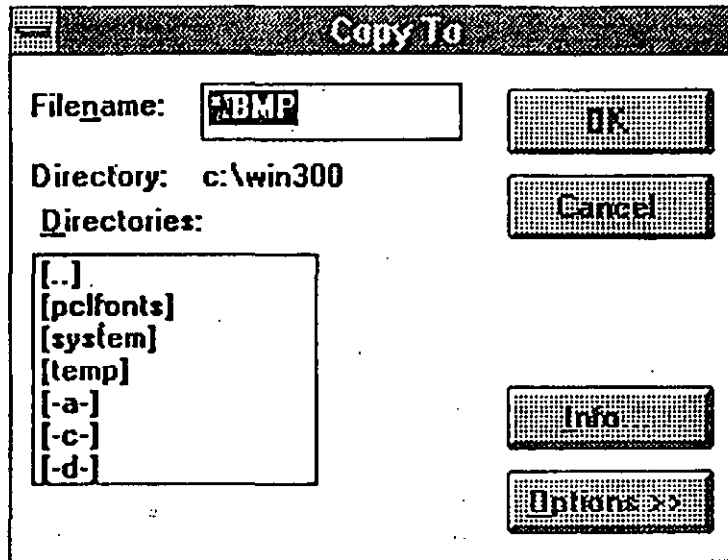 Copy To
Filename: *.BMP
OK
Directory: c:\win300
Cancel
Directories:
[..]
[pclfonts]
[system]
[temp]
[-a-]
[-c-]
[-d-]
Info...
Options >>